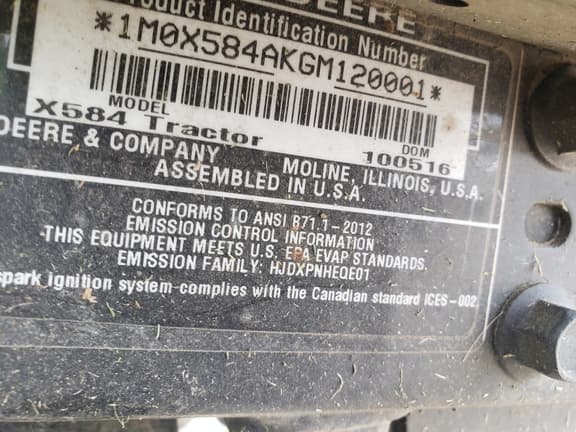 DEERE
Product Identification Number
*1M0X584AKGM120001*
MODEL DOM
X584 Tractor 100516
DEERE & COMPANY MOLINE, ILLINOIS, U.S.A.
ASSEMBLED IN U.S.A.
CONFORMS TO ANSI B71.1-2012
EMISSION CONTROL INFORMATION
THIS EQUIPMENT MEETS U.S. EPA EVAP STANDARDS.
EMISSION FAMILY: HJDXPNHEQE01
spark ignition system complies with the Canadian standard ICES-002